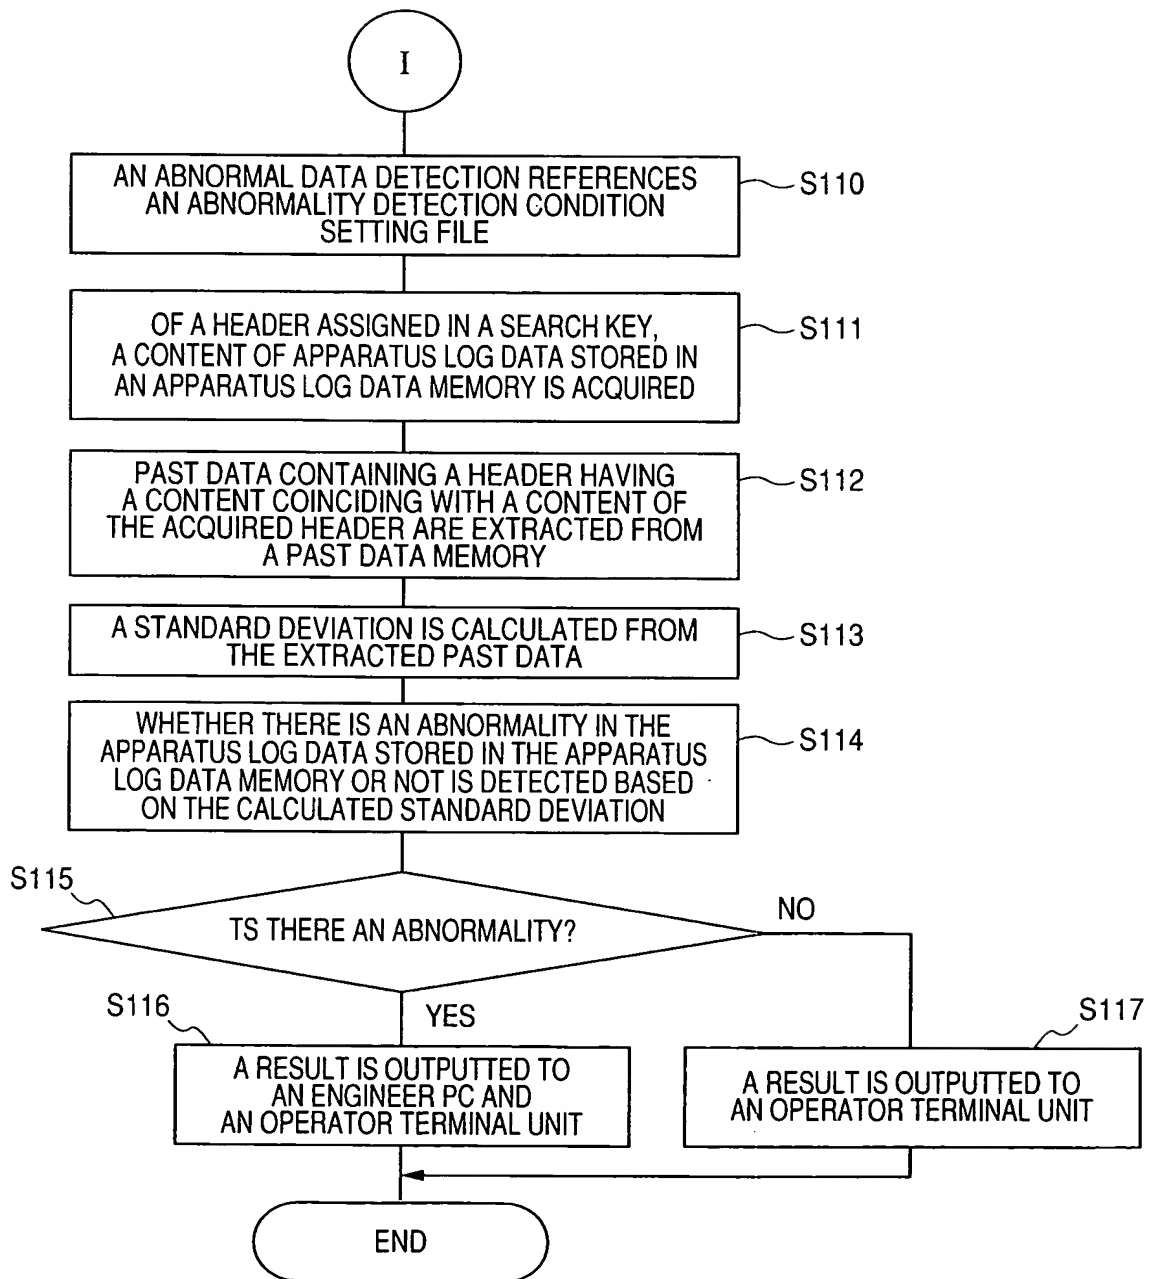 I
AN ABNORMAL DATA DETECTION REFERENCES
AN ABNORMALITY DETECTION CONDITION
SETTING FILE
S110
OF A HEADER ASSIGNED IN A SEARCH KEY,
A CONTENT OF APPARATUS LOG DATA STORED IN
AN APPARATUS LOG DATA MEMORY IS ACQUIRED
S111
PAST DATA CONTAINING A HEADER HAVING
A CONTENT COINCIDING WITH A CONTENT OF
THE ACQUIRED HEADER ARE EXTRACTED FROM
A PAST DATA MEMORY
S112
A STANDARD DEVIATION IS CALCULATED FROM
THE EXTRACTED PAST DATA
S113
WHETHER THERE IS AN ABNORMALITY IN THE
APPARATUS LOG DATA STORED IN THE APPARATUS
LOG DATA MEMORY OR NOT IS DETECTED BASED
ON THE CALCULATED STANDARD DEVIATION
S114
S115
TS THERE AN ABNORMALITY?
NO
YES
S116
A RESULT IS OUTPUTTED TO
AN ENGINEER PC AND
AN OPERATOR TERMINAL UNIT
S117
A RESULT IS OUTPUTTED TO
AN OPERATOR TERMINAL UNIT
END